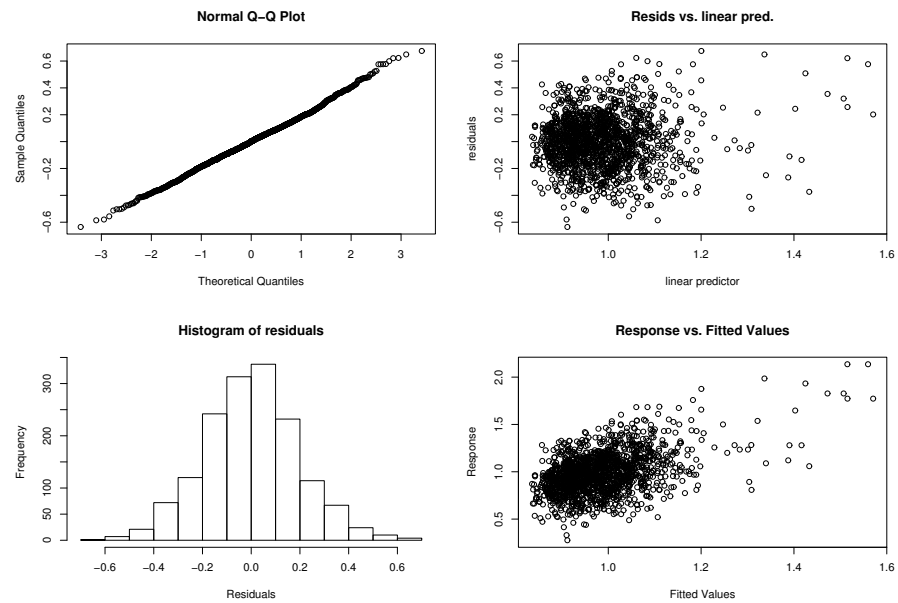 Normal Q−Q Plot
Sample Quantiles
−0.6 −0.2 0.2 0.4 0.6
−3 −2 −1 0 1 2 3
Theoretical Quantiles
Resids vs. linear pred.
residuals
−0.6 −0.2 0.2 0.4 0.6
1.0 1.2 1.4 1.6
linear predictor
Histogram of residuals
Frequency
0 50 100 200 300
−0.6 −0.4 −0.2 0.0 0.2 0.4 0.6
Residuals
Response vs. Fitted Values
Response
0.5 1.0 1.5 2.0
1.0 1.2 1.4 1.6
Fitted Values